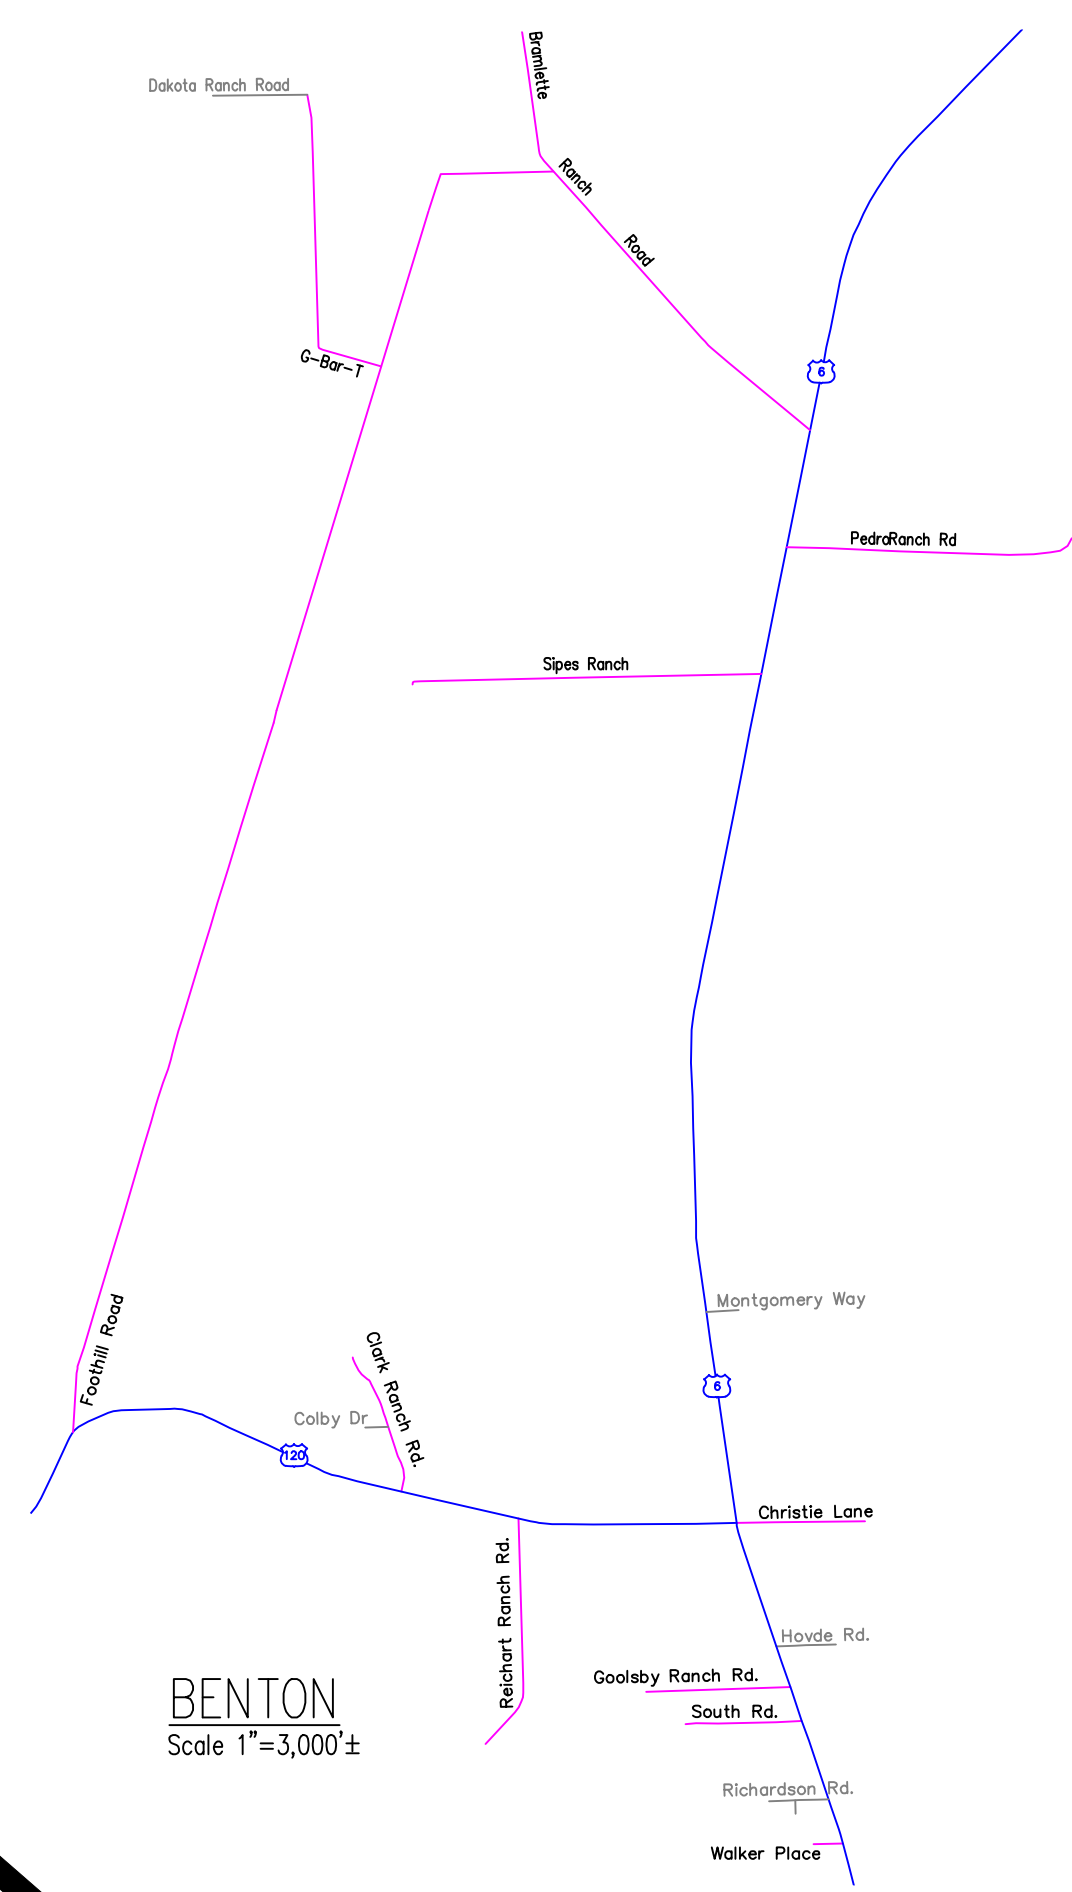 Bramlette
Dakota Ranch Road
Ranch
Road
G-Bar-T
6
PedroRanch Rd
Sipes Ranch
Montgomery Way
Foothill Road
Clark Ranch Rd.
6
Colby Dr
120
Christie Lane
Reichart Ranch Rd.
Hovde Rd.
Goolsby Ranch Rd.
South Rd.
BENTON
Scale 1"=3,000'±
Richardson Rd.
Walker Place